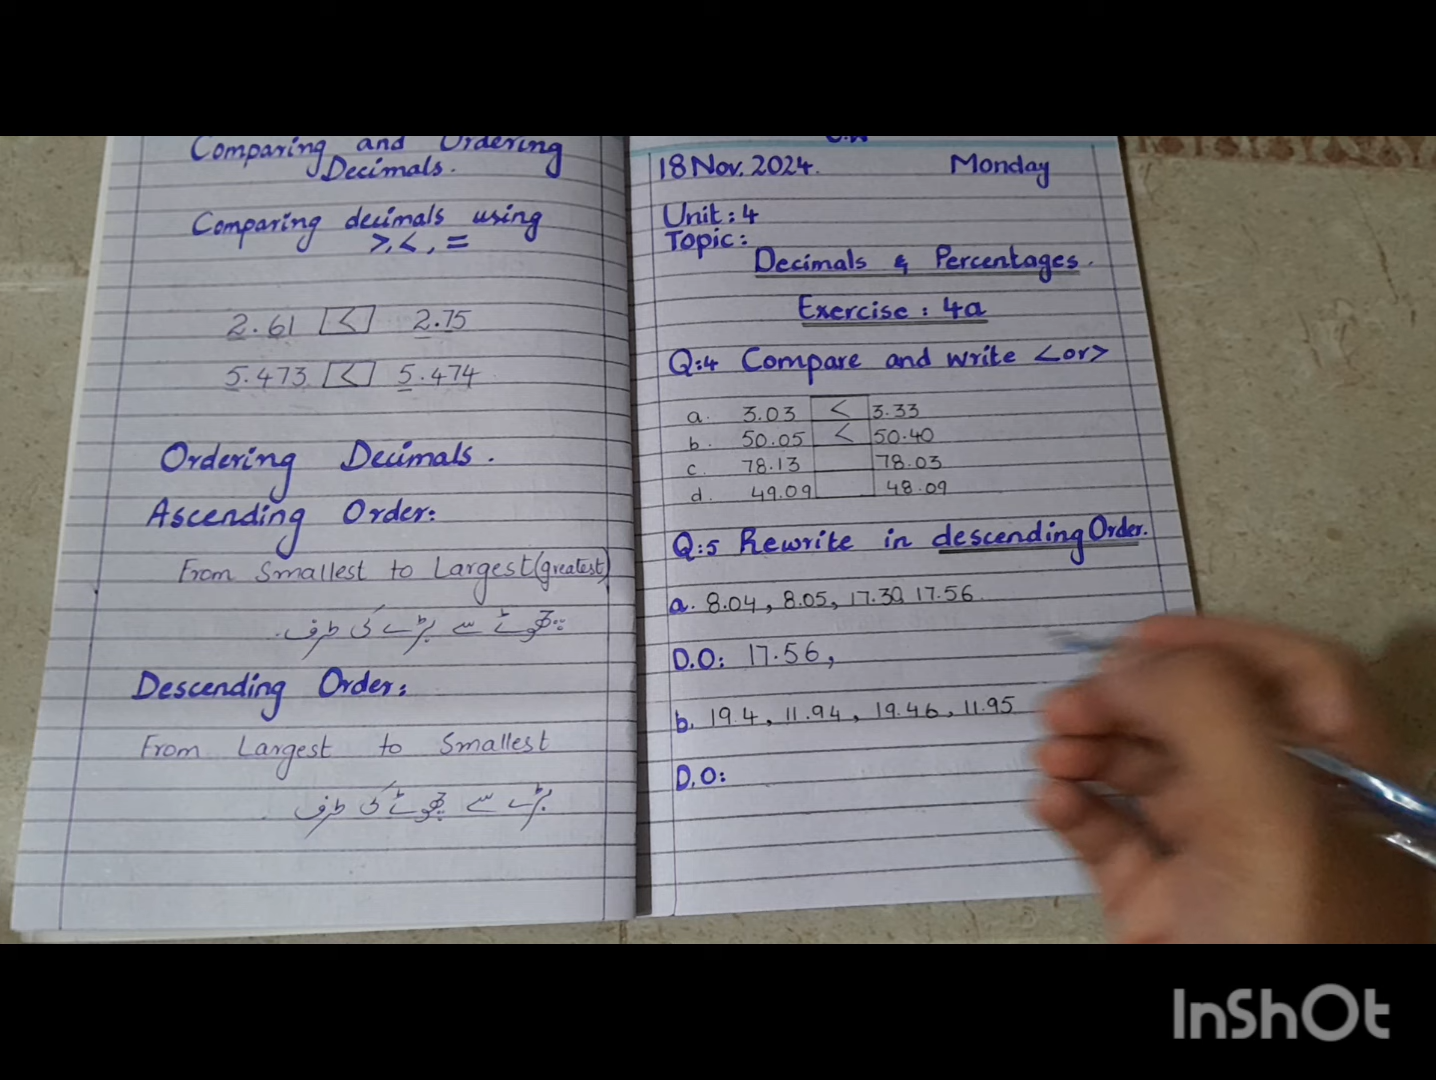 Comparing and Ordering
Decimals.
Comparing decimals using
>, <, =
2.61 [<] 2.75
5.473 [<] 5.474
Ordering Decimals.
Ascending Order:
From Smallest to Largest (greatest)
چھوٹے سے بڑے کی طرف۔
Descending Order:
From Largest to Smallest
بڑے سے چھوٹے کی طرف
C.W
18 Nov. 2024. Monday
Unit: 4
Topic:
Decimals & Percentages.
Exercise: 4a
Q:4 Compare and write < or >
a. 3.03 < 3.33
b. 50.05 < 50.40
c. 78.13 78.03
d. 49.09 48.09
Q:5 Rewrite in descending Order.
a. 8.04, 8.05, 17.30, 17.56
D.O: 17.56,
b. 19.4, 11.94, 19.46, 11.95
D.O:
InShOt